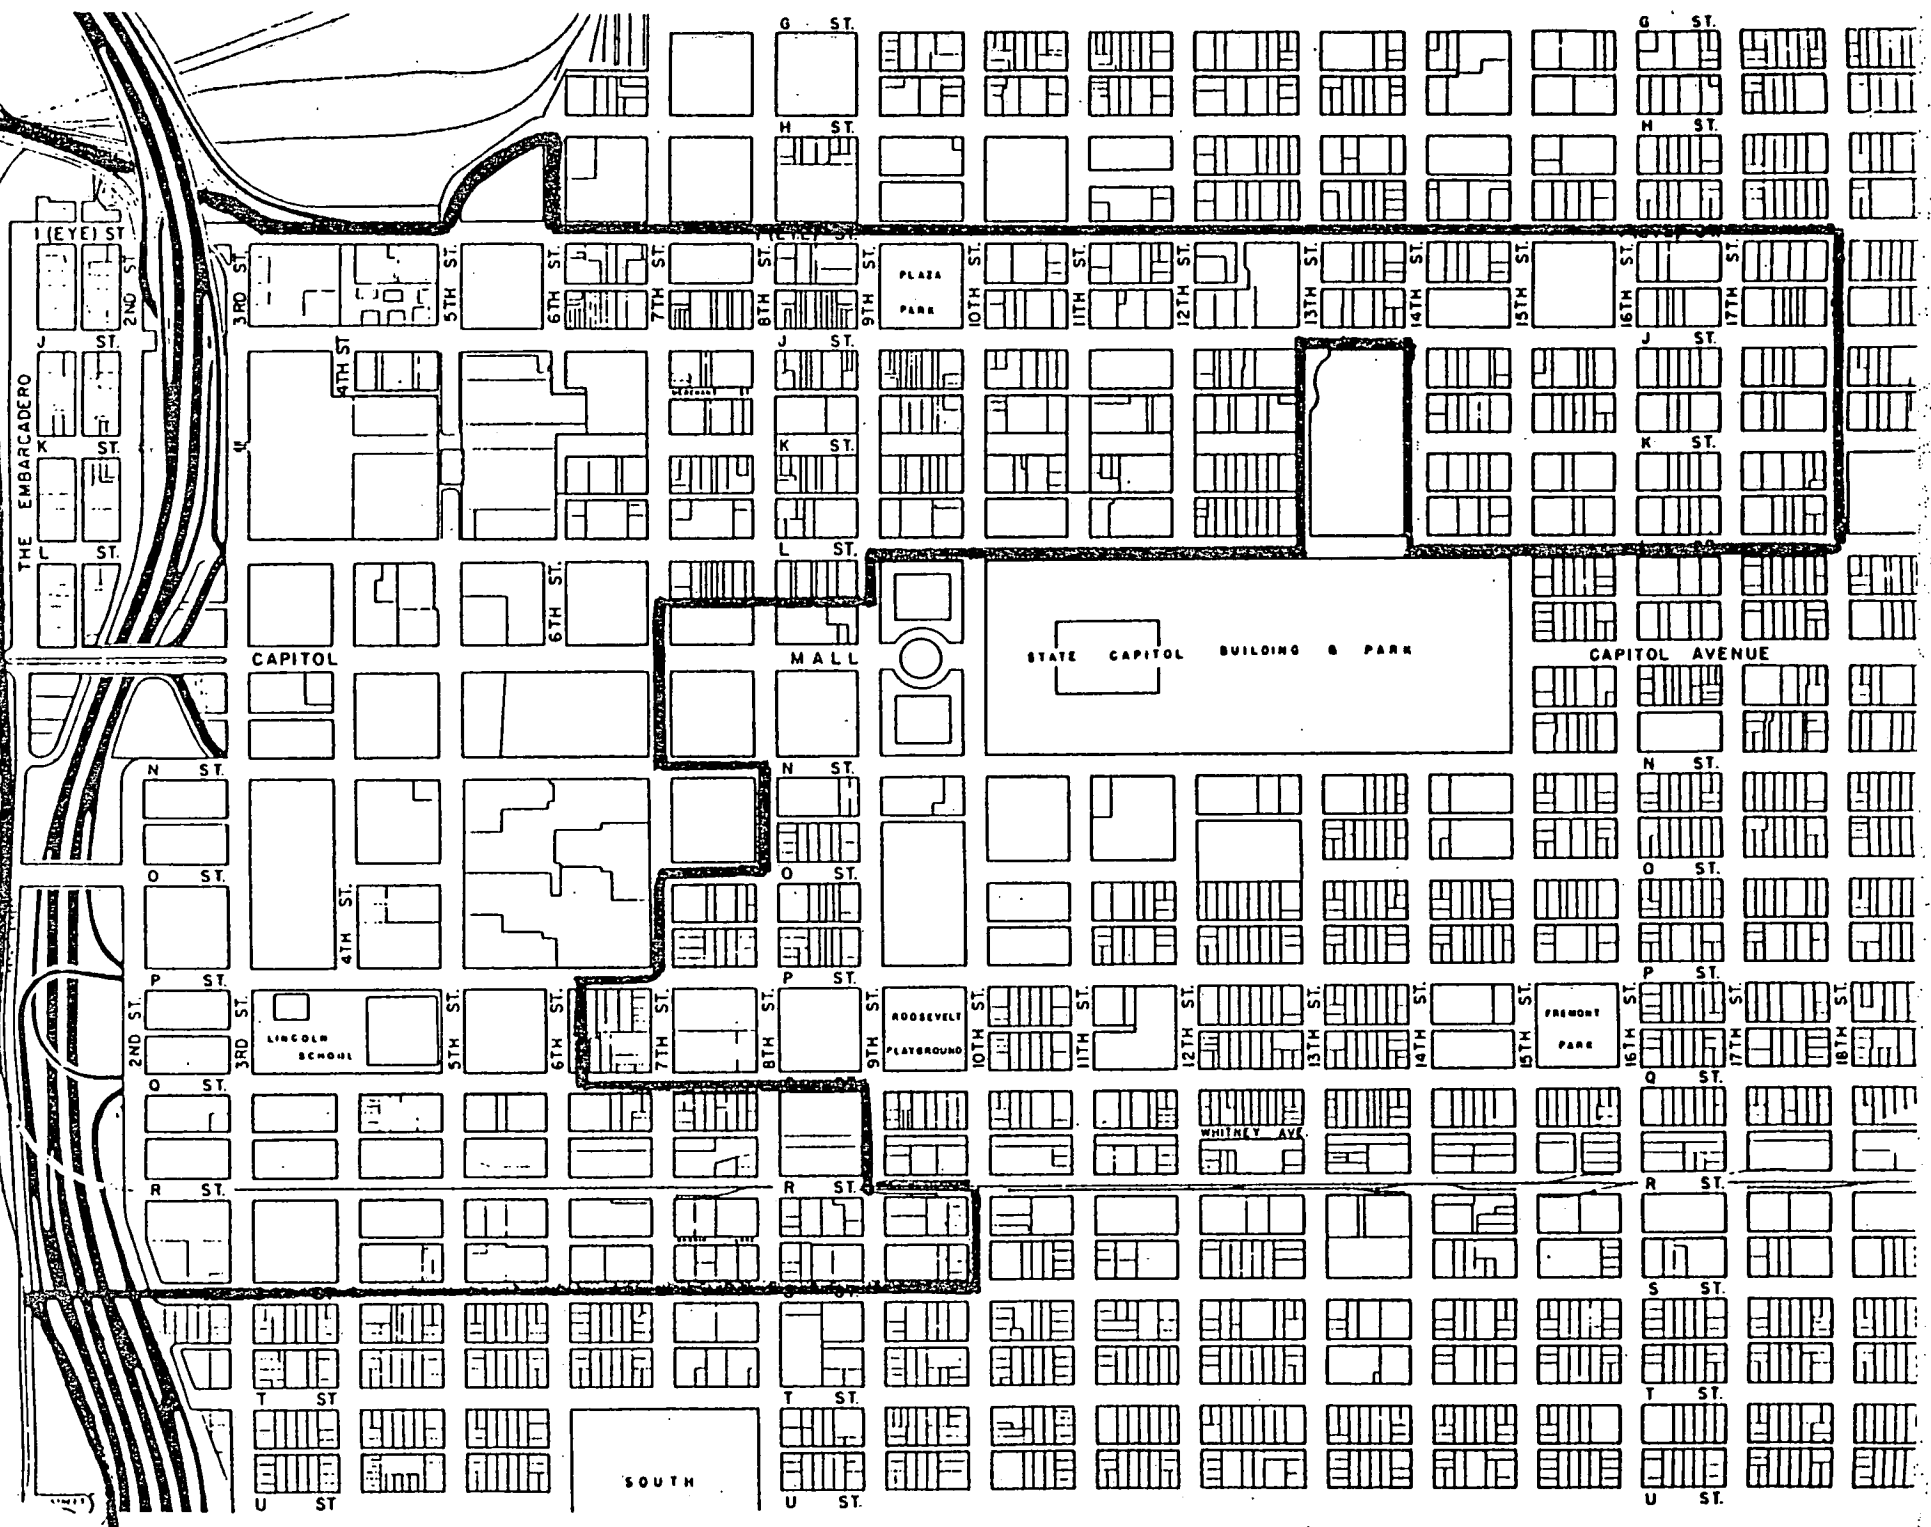 G ST. G ST.
H ST. H ST.
I (EYE) ST
2ND ST. 3RD ST. 5TH ST. 6TH ST. 7TH ST. 8TH ST. 9TH ST. 10TH ST. 11TH ST. 12TH ST. 13TH ST. 14TH ST. 15TH ST. 16TH ST. 17TH ST.
PLAZA
PARK
J ST. J ST. J ST.
4TH ST
THE EMBARCADERO
K ST. K ST. K ST.
L ST. L ST.
6TH ST.
CAPITOL MALL
STATE CAPITOL BUILDING & PARK
CAPITOL AVENUE
N ST. N ST. N ST.
O ST. O ST. O ST.
4TH ST.
P ST. P ST. P ST.
2ND ST. 3RD ST. 5TH ST. 6TH ST. 7TH ST. 8TH ST. 9TH ST. 10TH ST. 11TH ST. 12TH ST. 13TH ST. 14TH ST. 15TH ST. 16TH ST. 17TH ST. 18TH ST.
LINCOLN
SCHOOL
ROOSEVELT
PLAYGROUND
FREMONT
PARK
Q ST. Q ST.
WHITNEY AVE.
R ST. R ST. R ST.
S ST.
T ST T ST. T ST.
SOUTH
U ST U ST. U ST.